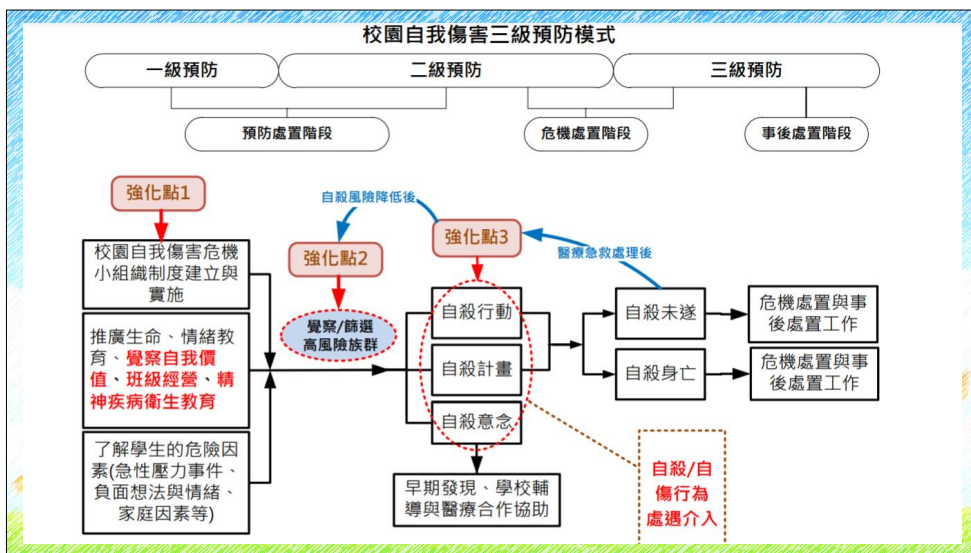 校園自我傷害三級預防模式
一級預防
二級預防
三級預防
預防處置階段
危機處置階段
事後處置階段
強化點1
自殺風險降低後
強化點2
強化點3
醫療急救處理後
校園自我傷害危機
小組織制度建立與
實施
推廣生命、情緒教
育、覺察自我價
值、班級經營、精
神疾病衛生教育
了解學生的危險因
素(急性壓力事件、
負面想法與情緒、
家庭因素等)
覺察/篩選
高風險族群
自殺行動
自殺計畫
自殺意念
早期發現、學校輔
導與醫療合作協助
自殺未遂
自殺身亡
危機處置與事
後處置工作
危機處置與事
後處置工作
自殺/自
傷行為
處遇介入